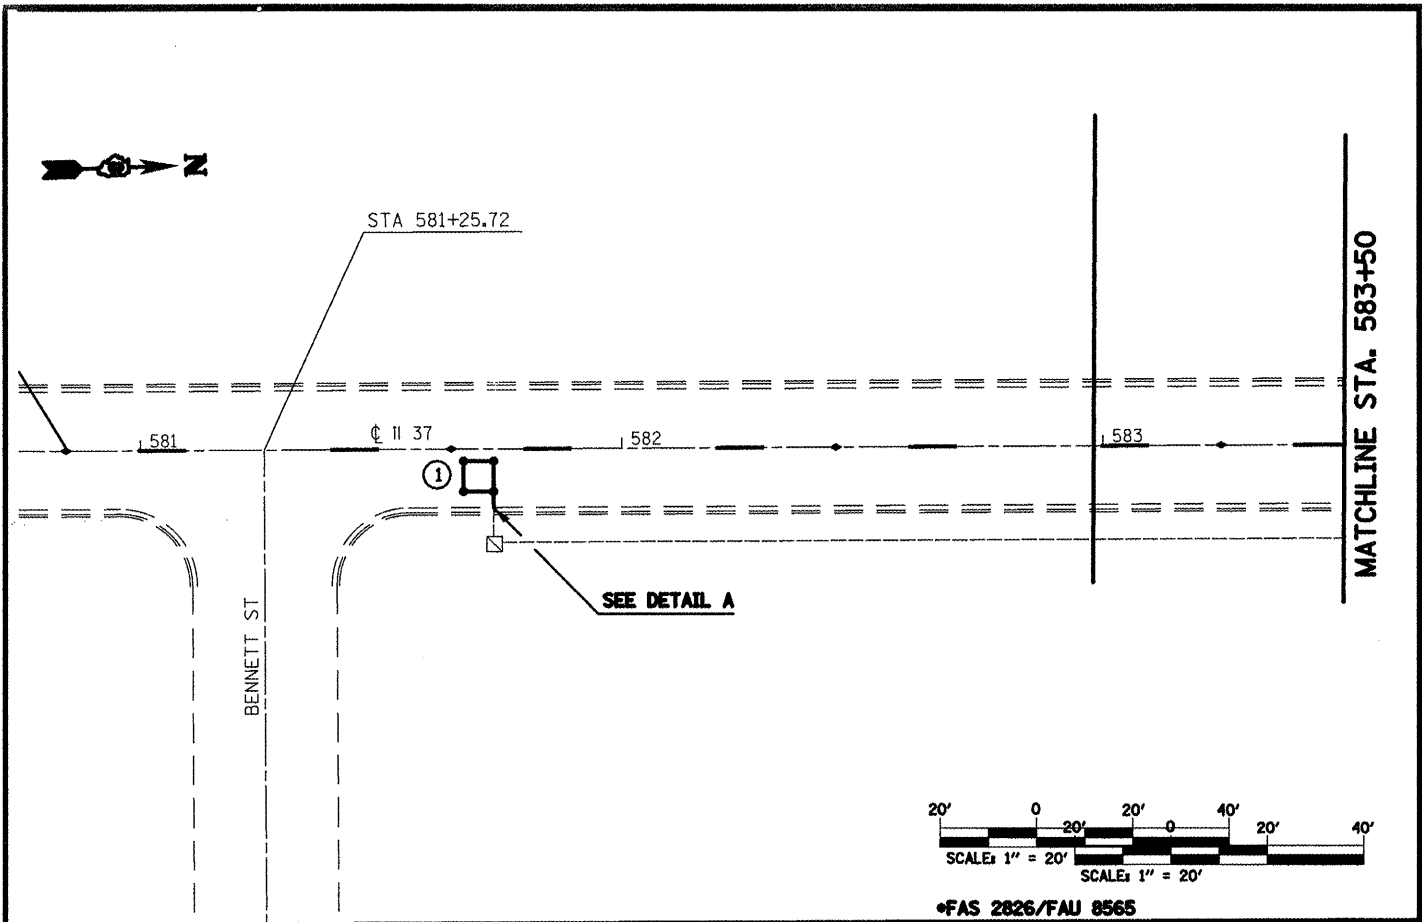 N
STA 581+25.72
MATCHLINE STA. 583+50
581
℄ Il 37
582
583
1
SEE DETAIL A
BENNETT ST
20' 0 20' 40'
20' 0 20' 40'
SCALE: 1" = 20'
SCALE: 1" = 20'
*FAS 2826/FAU 8565